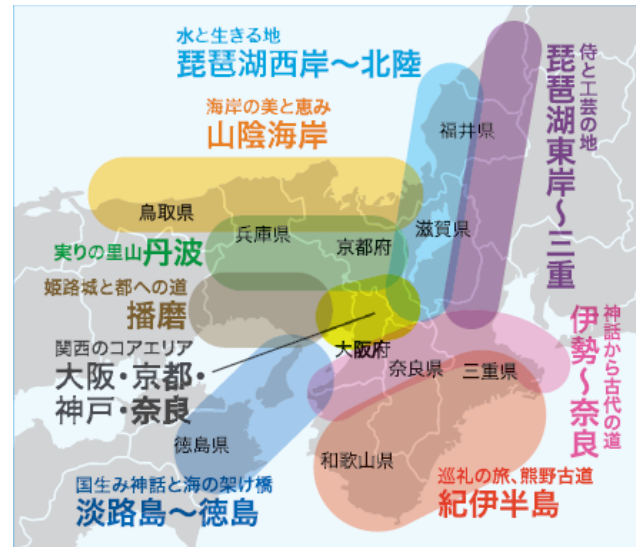 水と生きる地
琵琶湖西岸〜北陸
侍と工芸の地
琵琶湖東岸〜三重
海岸の美と恵み
山陰海岸
福井県
鳥取県
兵庫県
京都府
滋賀県
実りの里山丹波
姫路城と都への道
播磨
関西のコアエリア
大阪・京都・
神戸・奈良
大阪府
奈良県
三重県
神話から古代の道
伊勢〜奈良
徳島県
和歌山県
国生み神話と海の架け橋
淡路島〜徳島
巡礼の旅、熊野古道
紀伊半島